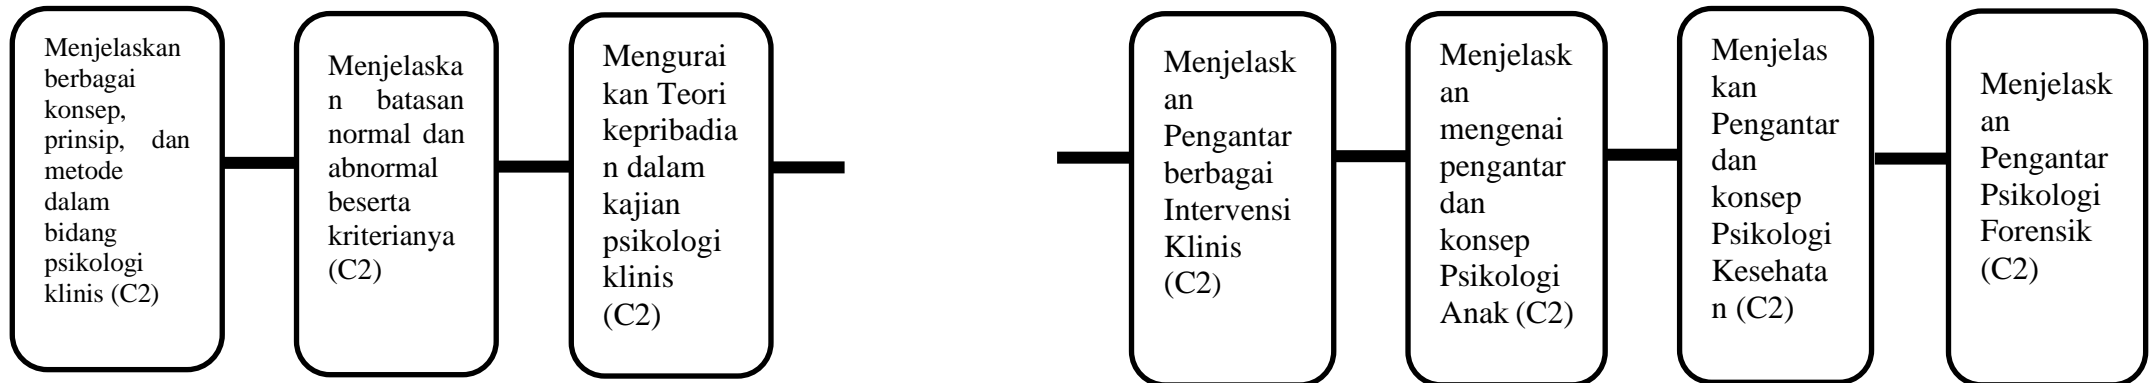 Menjelaskan
berbagai
konsep,
prinsip, dan
metode
dalam
bidang
psikologi
klinis (C2)
Menjelaska
n batasan
normal dan
abnormal
beserta
kriterianya
(C2)
Mengurai
kan Teori
kepribadia
n dalam
kajian
psikologi
klinis
(C2)
Menjelask
an
Pengantar
berbagai
Intervensi
Klinis
(C2)
Menjelask
an
mengenai
pengantar
dan
konsep
Psikologi
Anak (C2)
Menjelas
kan
Pengantar
dan
konsep
Psikologi
Kesehata
n (C2)
Menjelask
an
Pengantar
Psikologi
Forensik
(C2)